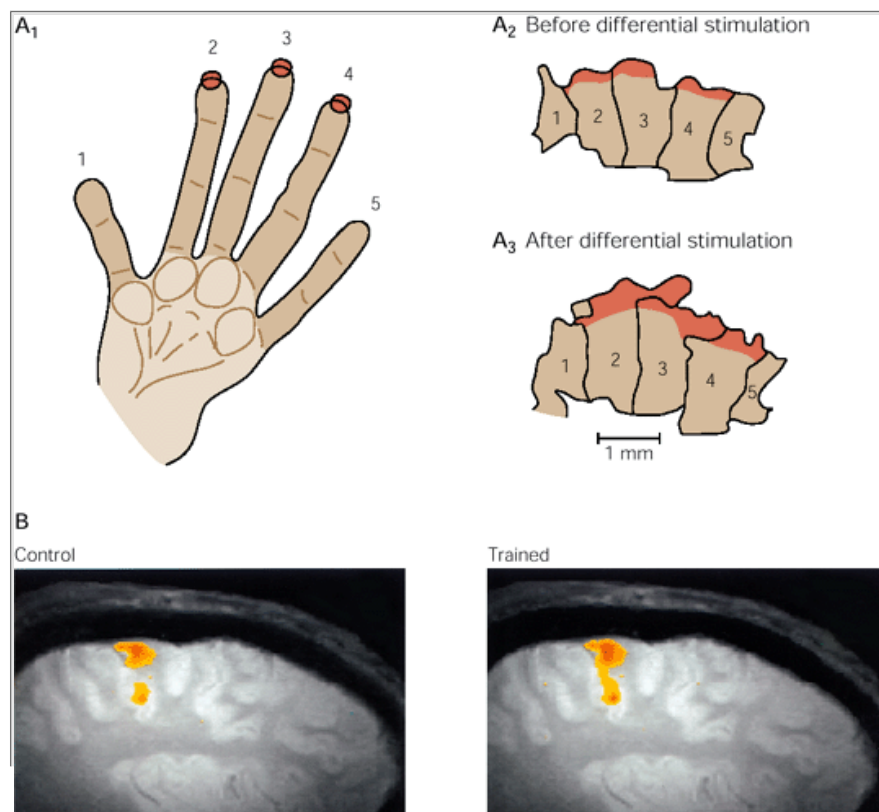 A1
2
3
4
1
5
A2 Before differential stimulation
1
2
3
4
5
A3 After differential stimulation
1
2
3
4
5
1 mm
B
Control
Trained